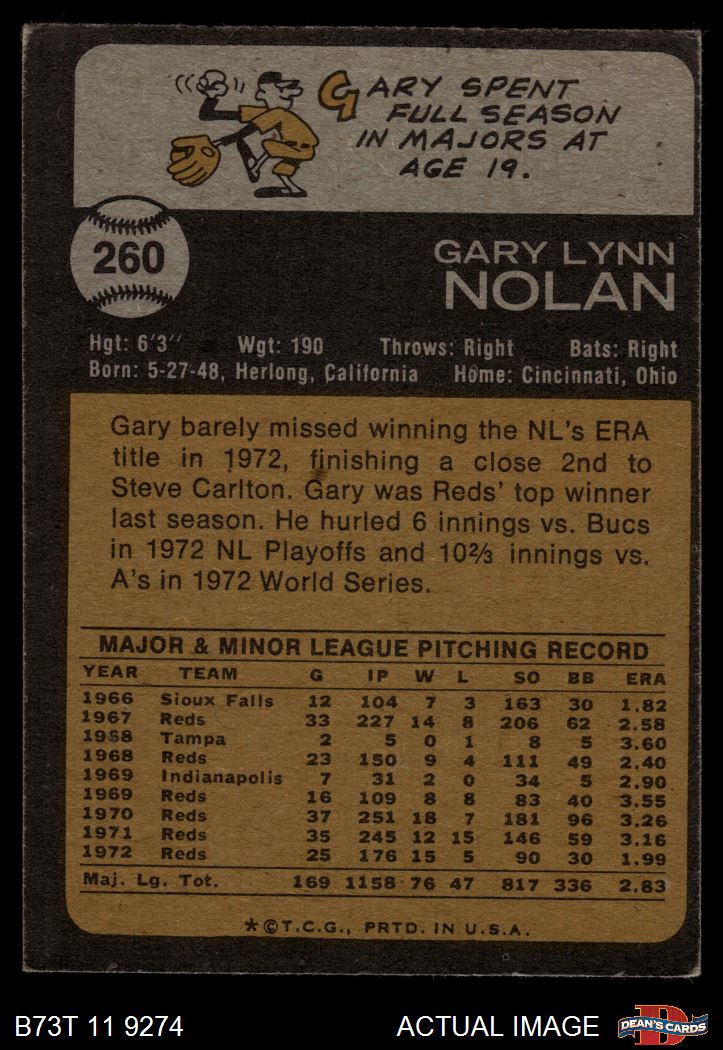 GARY SPENT
FULL SEASON
IN MAJORS AT
AGE 19.
260
GARY LYNN
NOLAN
Hgt: 6'3" Wgt: 190 Throws: Right Bats: Right
Born: 5-27-48, Herlong, California Home: Cincinnati, Ohio
Gary barely missed winning the NL's ERA
title in 1972, finishing a close 2nd to
Steve Carlton. Gary was Reds' top winner
last season. He hurled 6 innings vs. Bucs
in 1972 NL Playoffs and 10⅔ innings vs.
A's in 1972 World Series.
MAJOR & MINOR LEAGUE PITCHING RECORD
YEAR TEAM G IP W L SO BB ERA
1966 Sioux Falls 12 104 7 3 163 30 1.82
1967 Reds 33 227 14 8 206 62 2.58
1968 Tampa 2 5 0 1 8 5 3.60
1968 Reds 23 150 9 4 111 49 2.40
1969 Indianapolis 7 31 2 0 34 5 2.90
1969 Reds 16 109 8 8 83 40 3.55
1970 Reds 37 251 18 7 181 96 3.26
1971 Reds 35 245 12 15 146 59 3.16
1972 Reds 25 176 15 5 90 30 1.99
Maj. Lg. Tot. 169 1158 76 47 817 336 2.83
*©T.C.G., PRTD. IN U.S.A.
B73T 11 9274 ACTUAL IMAGE D DEAN'S CARDS